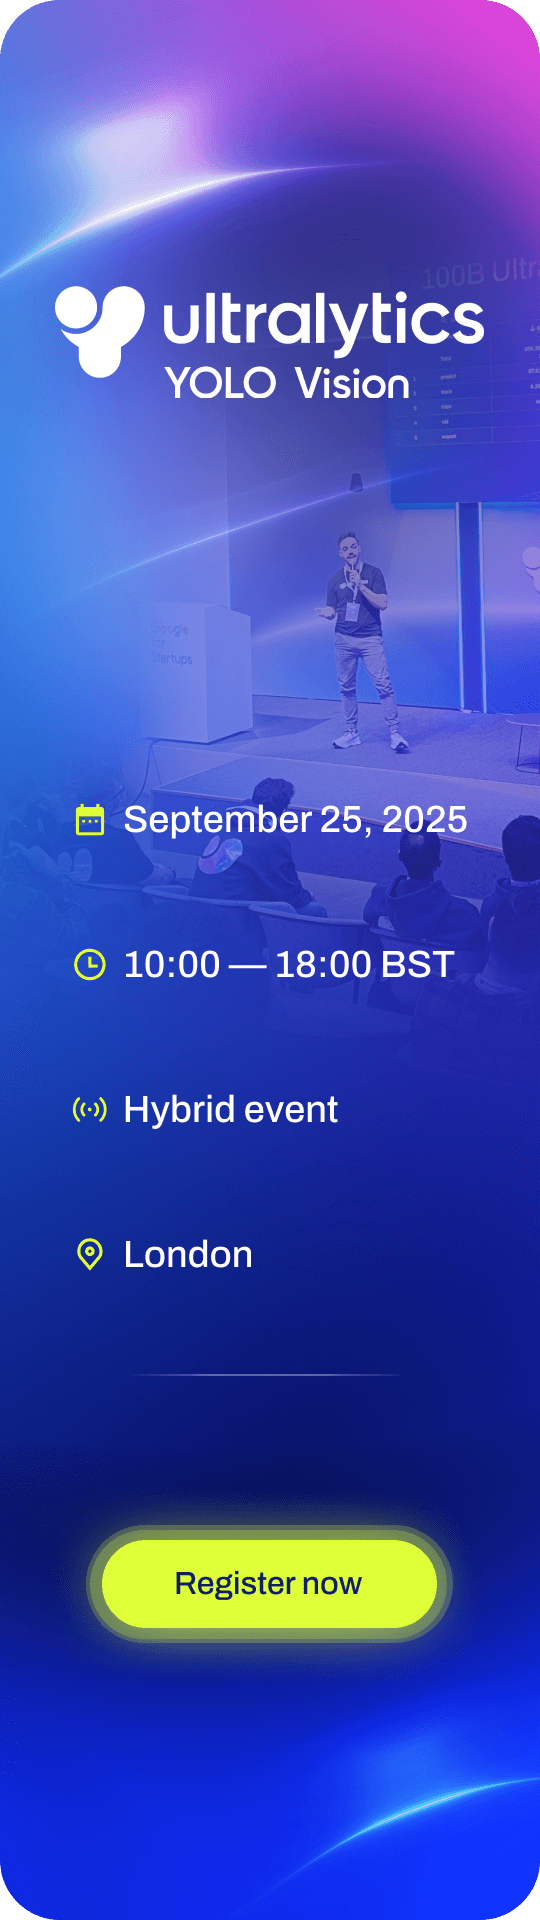 100B Ultra
ultralytics
YOLO Vision
Google
for
Startups
September 25, 2025
10:00 — 18:00 BST
Hybrid event
London
Register now